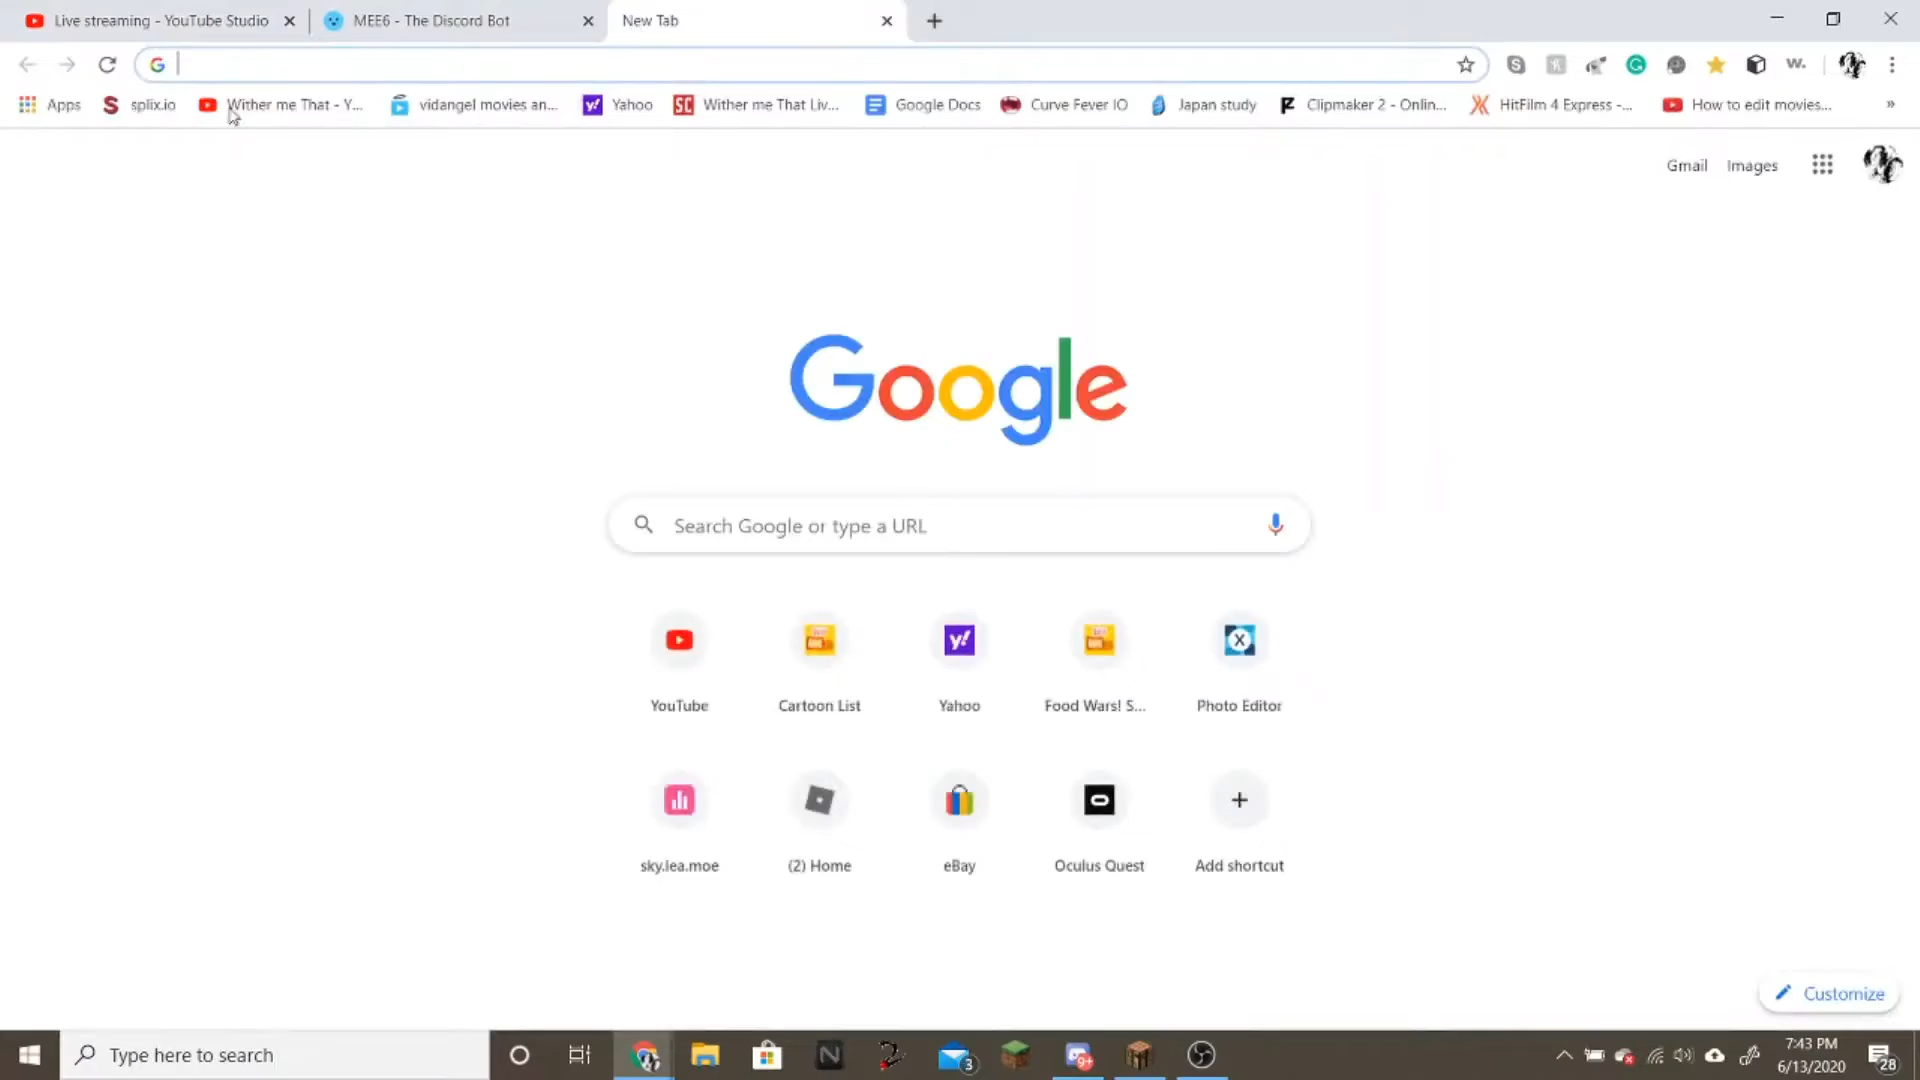 Live streaming - YouTube Studio
MEE6 - The Discord Bot
New Tab
Apps
splix.io
Wither me That - Y...
vidangel movies an...
Yahoo
Wither me That Liv...
Google Docs
Curve Fever IO
Japan study
Clipmaker 2 - Onlin...
HitFilm 4 Express -...
How to edit movies...
»
Gmail
Images
Google
Search Google or type a URL
YouTube
Cartoon List
Yahoo
Food Wars! S...
Photo Editor
sky.lea.moe
(2) Home
eBay
Oculus Quest
Add shortcut
Customize
Type here to search
3
9+
7:43 PM
6/13/2020
28